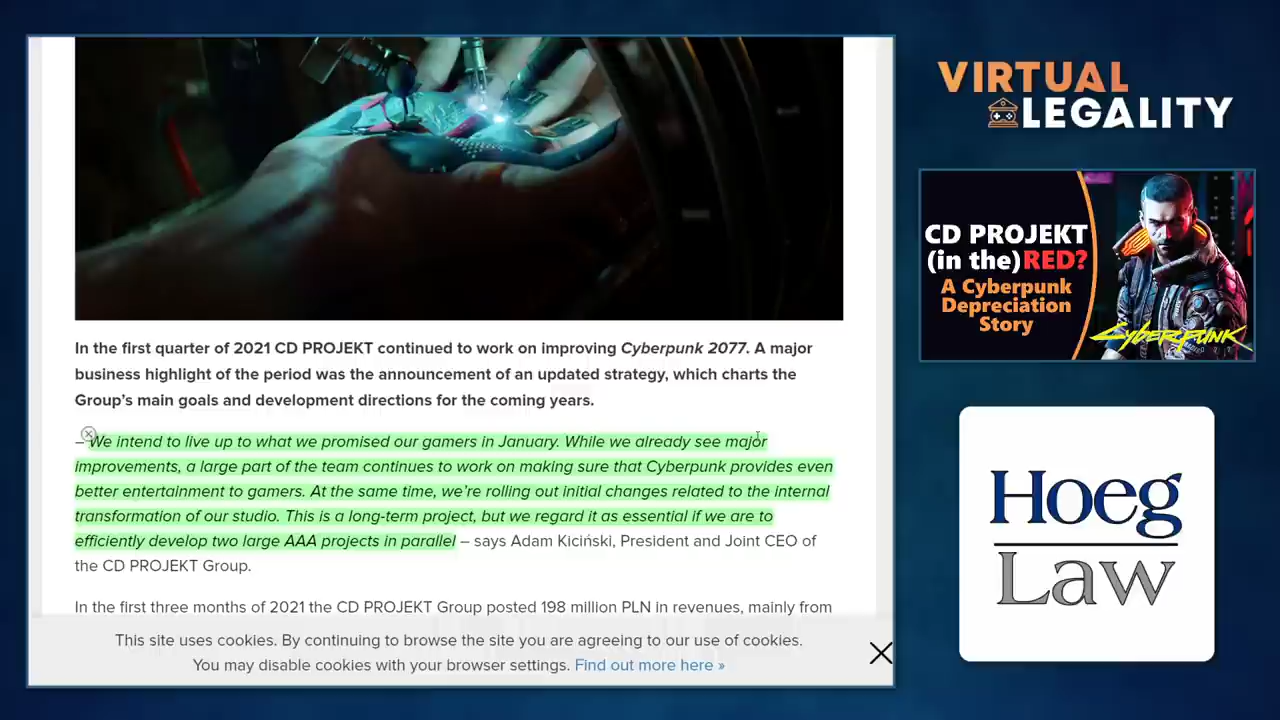 In the first quarter of 2021 CD PROJEKT continued to work on improving Cyberpunk 2077. A major
business highlight of the period was the announcement of an updated strategy, which charts the
Group's main goals and development directions for the coming years.
– We intend to live up to what we promised our gamers in January. While we already see major
improvements, a large part of the team continues to work on making sure that Cyberpunk provides even
better entertainment to gamers. At the same time, we're rolling out initial changes related to the internal
transformation of our studio. This is a long-term project, but we regard it as essential if we are to
efficiently develop two large AAA projects in parallel – says Adam Kiciński, President and Joint CEO of
the CD PROJEKT Group.
In the first three months of 2021 the CD PROJEKT Group posted 198 million PLN in revenues, mainly from
This site uses cookies. By continuing to browse the site you are agreeing to our use of cookies.
You may disable cookies with your browser settings. Find out more here »
VIRTUAL
LEGALITY
CD PROJEKT
(in the) RED?
A Cyberpunk
Depreciation
Story
Cyberpunk
Hoeg
Law